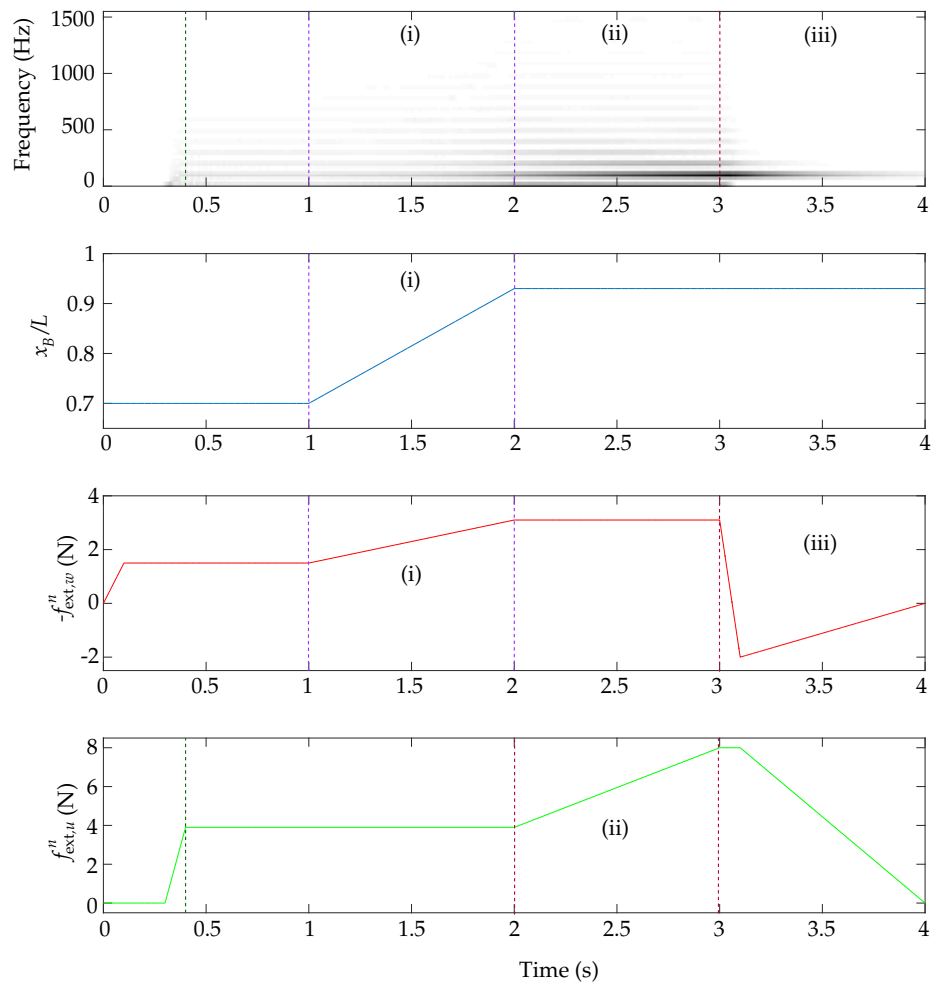 1500
1000
500
0
Frequency (Hz)
(i)
(ii)
(iii)
0 0.5 1 1.5 2 2.5 3 3.5 4
1
0.9
0.8
0.7
x_B/L
(i)
0 0.5 1 1.5 2 2.5 3 3.5 4
4
2
0
-2
-f^n_ext,w (N)
(i)
(iii)
0 0.5 1 1.5 2 2.5 3 3.5 4
8
6
4
2
0
f^n_ext,u (N)
(ii)
0 0.5 1 1.5 2 2.5 3 3.5 4
Time (s)